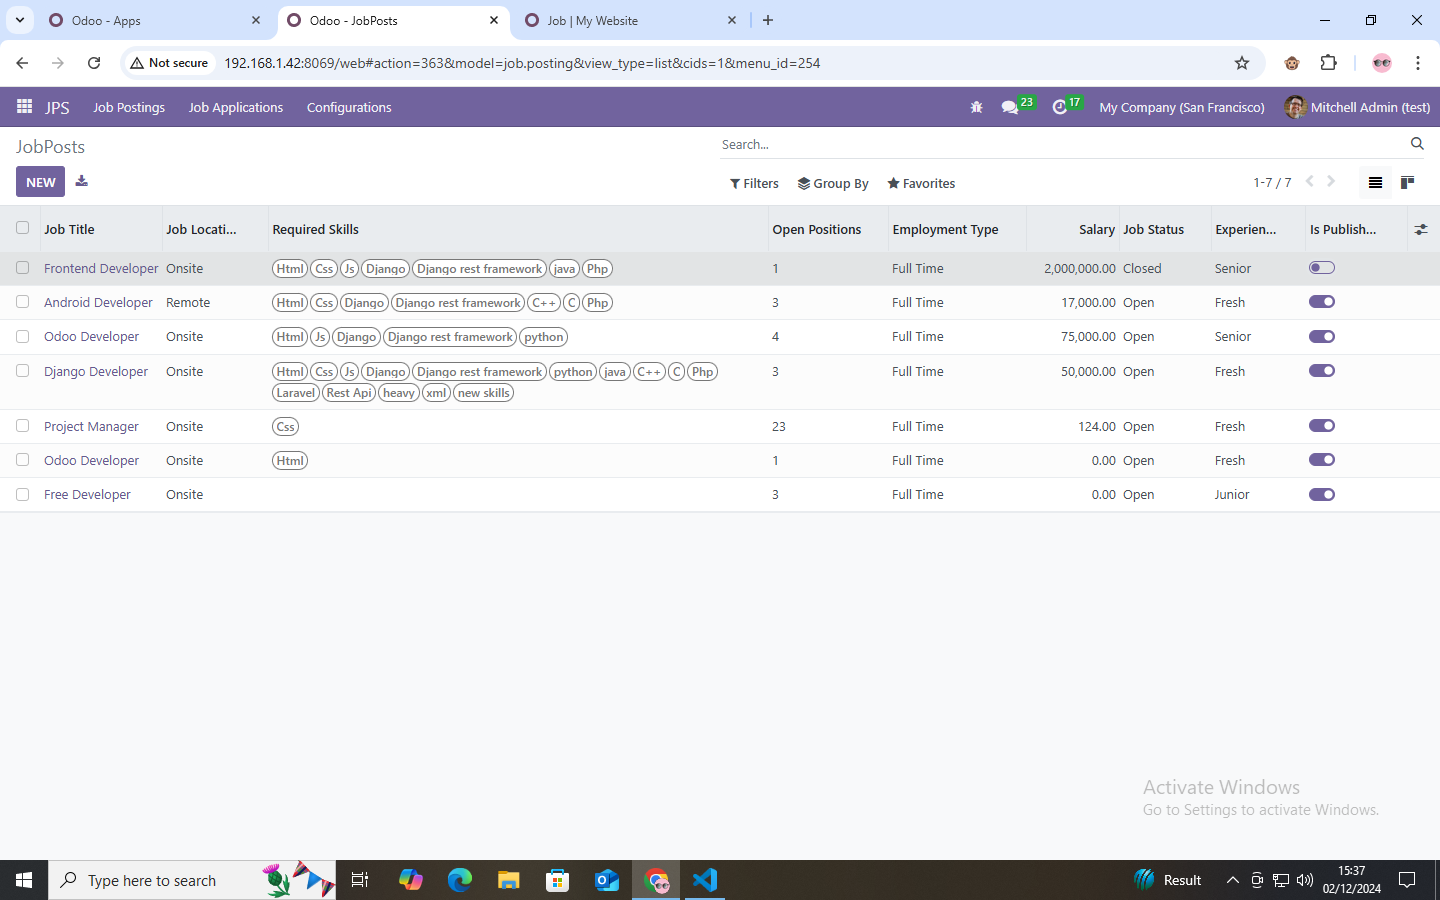 Odoo - Apps
Odoo - JobPosts
Job | My Website
Not secure
192.168.1.42:8069/web#action=363&model=job.posting&view_type=list&cids=1&menu_id=254
JPS Job Postings Job Applications Configurations 23 17 My Company (San Francisco) Mitchell Admin (test)
JobPosts
Search...
NEW
Filters Group By Favorites 1-7 / 7
Job Title Job Locati... Required Skills Open Positions Employment Type Salary Job Status Experien... Is Publish...
Frontend Developer Onsite Html Css Js Django Django rest framework java Php 1 Full Time 2,000,000.00 Closed Senior
Android Developer Remote Html Css Django Django rest framework C++ C Php 3 Full Time 17,000.00 Open Fresh
Odoo Developer Onsite Html Js Django Django rest framework python 4 Full Time 75,000.00 Open Senior
Django Developer Onsite Html Css Js Django Django rest framework python java C++ C Php 3 Full Time 50,000.00 Open Fresh
Laravel Rest Api heavy xml new skills
Project Manager Onsite Css 23 Full Time 124.00 Open Fresh
Odoo Developer Onsite Html 1 Full Time 0.00 Open Fresh
Free Developer Onsite 3 Full Time 0.00 Open Junior
Activate Windows
Go to Settings to activate Windows.
Type here to search
Result
15:37
02/12/2024